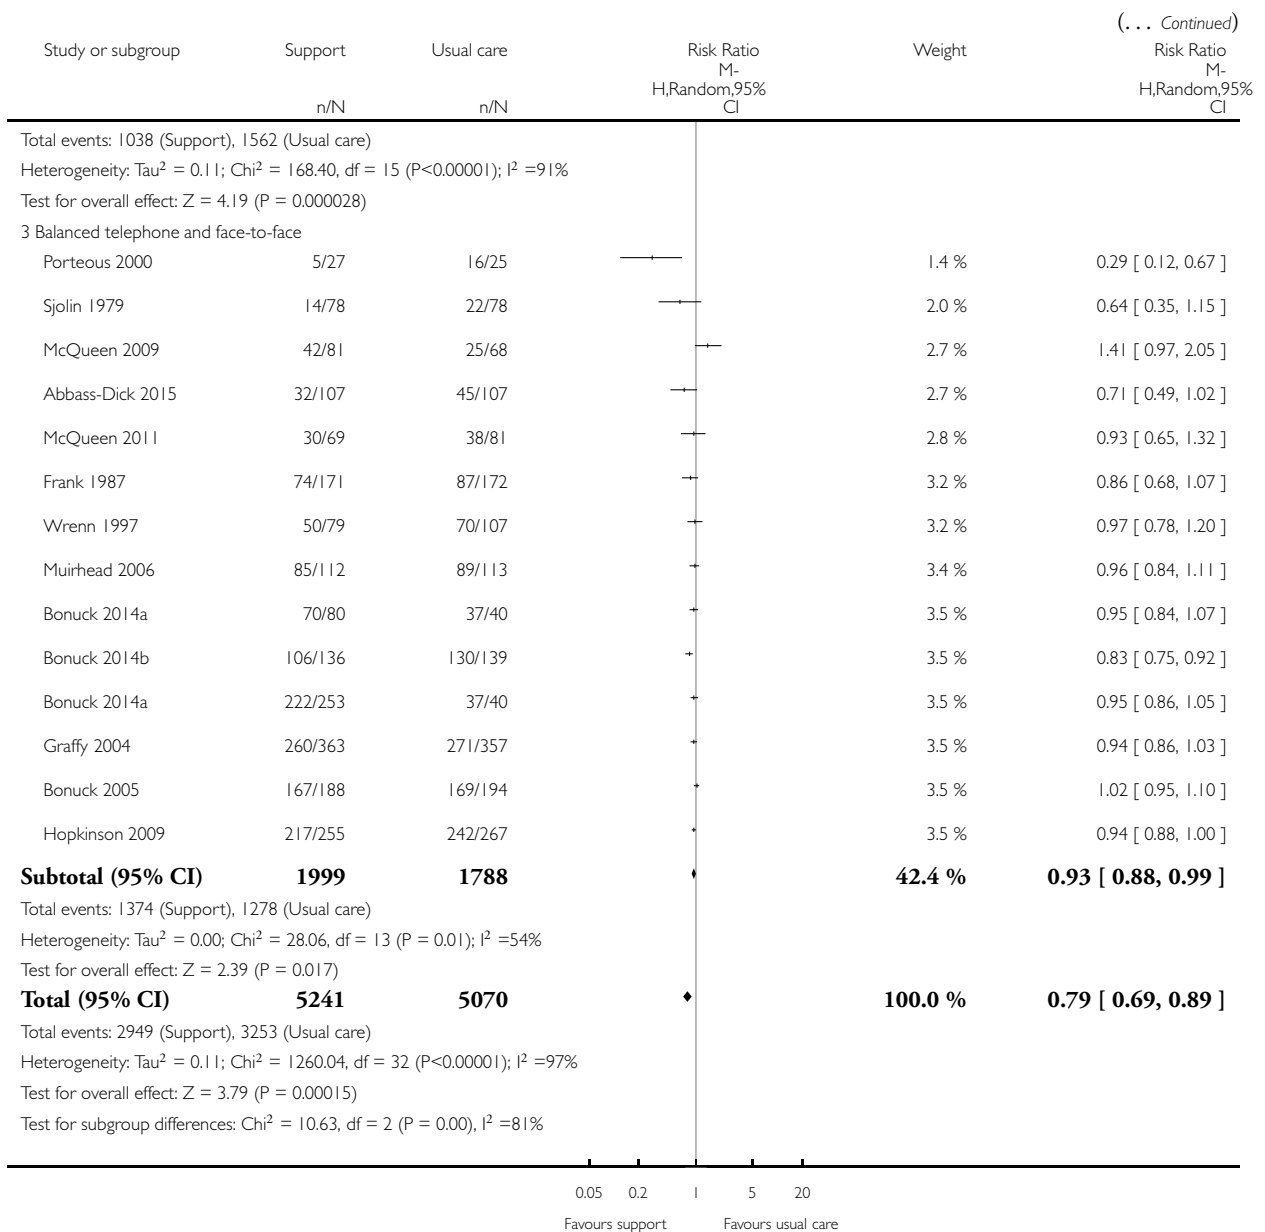 (... Continued)
Study or subgroup Support Usual care Risk Ratio Weight Risk Ratio
M- M-
H,Random,95% H,Random,95%
n/N n/N CI CI
Total events: 1038 (Support), 1562 (Usual care)
Heterogeneity: Tau² = 0.11; Chi² = 168.40, df = 15 (P<0.00001); I² =91%
Test for overall effect: Z = 4.19 (P = 0.000028)
3 Balanced telephone and face-to-face
Porteous 2000 5/27 16/25 1.4 % 0.29 [ 0.12, 0.67 ]
Sjolin 1979 14/78 22/78 2.0 % 0.64 [ 0.35, 1.15 ]
McQueen 2009 42/81 25/68 2.7 % 1.41 [ 0.97, 2.05 ]
Abbass-Dick 2015 32/107 45/107 2.7 % 0.71 [ 0.49, 1.02 ]
McQueen 2011 30/69 38/81 2.8 % 0.93 [ 0.65, 1.32 ]
Frank 1987 74/171 87/172 3.2 % 0.86 [ 0.68, 1.07 ]
Wrenn 1997 50/79 70/107 3.2 % 0.97 [ 0.78, 1.20 ]
Muirhead 2006 85/112 89/113 3.4 % 0.96 [ 0.84, 1.11 ]
Bonuck 2014a 70/80 37/40 3.5 % 0.95 [ 0.84, 1.07 ]
Bonuck 2014b 106/136 130/139 3.5 % 0.83 [ 0.75, 0.92 ]
Bonuck 2014a 222/253 37/40 3.5 % 0.95 [ 0.86, 1.05 ]
Graffy 2004 260/363 271/357 3.5 % 0.94 [ 0.86, 1.03 ]
Bonuck 2005 167/188 169/194 3.5 % 1.02 [ 0.95, 1.10 ]
Hopkinson 2009 217/255 242/267 3.5 % 0.94 [ 0.88, 1.00 ]
Subtotal (95% CI) 1999 1788 42.4 % 0.93 [ 0.88, 0.99 ]
Total events: 1374 (Support), 1278 (Usual care)
Heterogeneity: Tau² = 0.00; Chi² = 28.06, df = 13 (P = 0.01); I² =54%
Test for overall effect: Z = 2.39 (P = 0.017)
Total (95% CI) 5241 5070 100.0 % 0.79 [ 0.69, 0.89 ]
Total events: 2949 (Support), 3253 (Usual care)
Heterogeneity: Tau² = 0.11; Chi² = 1260.04, df = 32 (P<0.00001); I² =97%
Test for overall effect: Z = 3.79 (P = 0.00015)
Test for subgroup differences: Chi² = 10.63, df = 2 (P = 0.00), I² =81%
0.05 0.2 1 5 20
Favours support Favours usual care